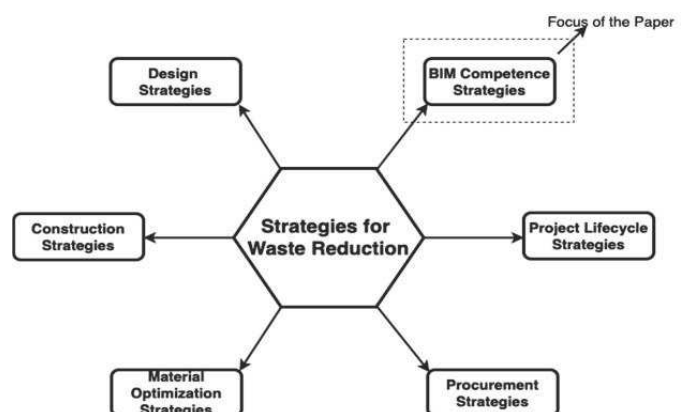 Focus of the Paper
Design
Strategies
BIM Competence
Strategies
Strategies for
Waste Reduction
Construction
Strategies
Project Lifecycle
Strategies
Material
Optimization
Strategies
Procurement
Strategies